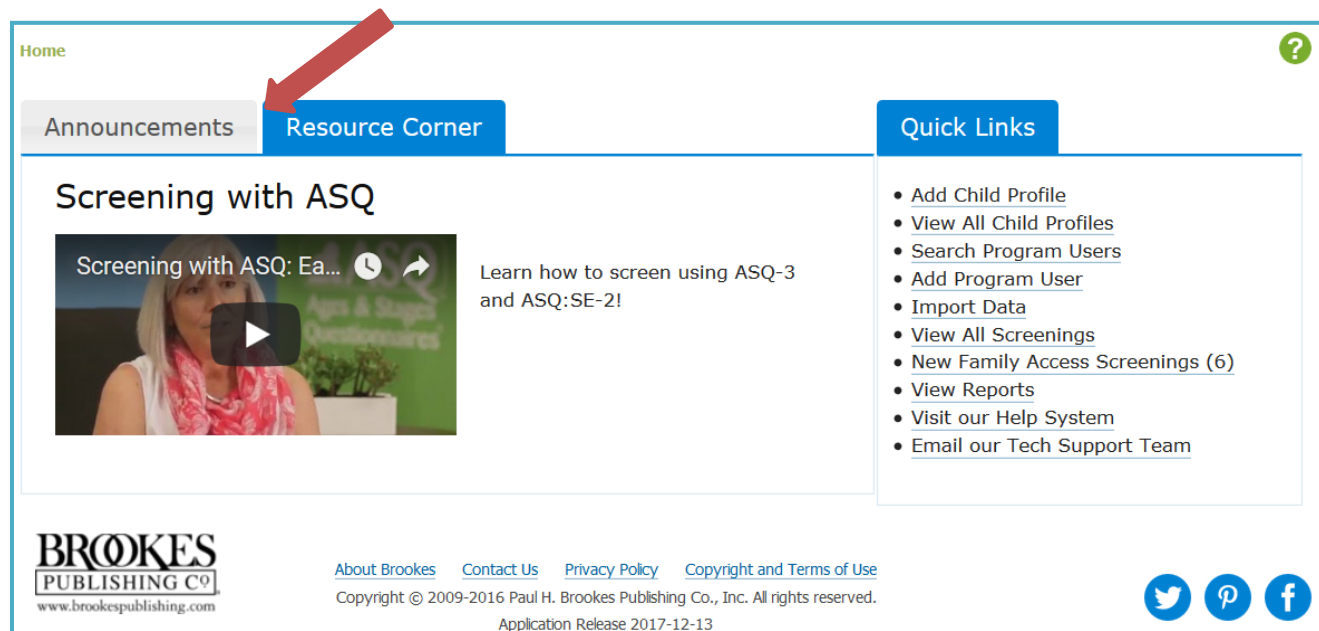 Home
?
Announcements
Resource Corner
Quick Links
Screening with ASQ
Screening with ASQ: Ea...
ASQ
Ages & Stages
Questionnaires
Learn how to screen using ASQ-3
and ASQ:SE-2!
• Add Child Profile
• View All Child Profiles
• Search Program Users
• Add Program User
• Import Data
• View All Screenings
• New Family Access Screenings (6)
• View Reports
• Visit our Help System
• Email our Tech Support Team
BROOKES
PUBLISHING CO
www.brookespublishing.com
About Brookes Contact Us Privacy Policy Copyright and Terms of Use
Copyright © 2009-2016 Paul H. Brookes Publishing Co., Inc. All rights reserved.
Application Release 2017-12-13